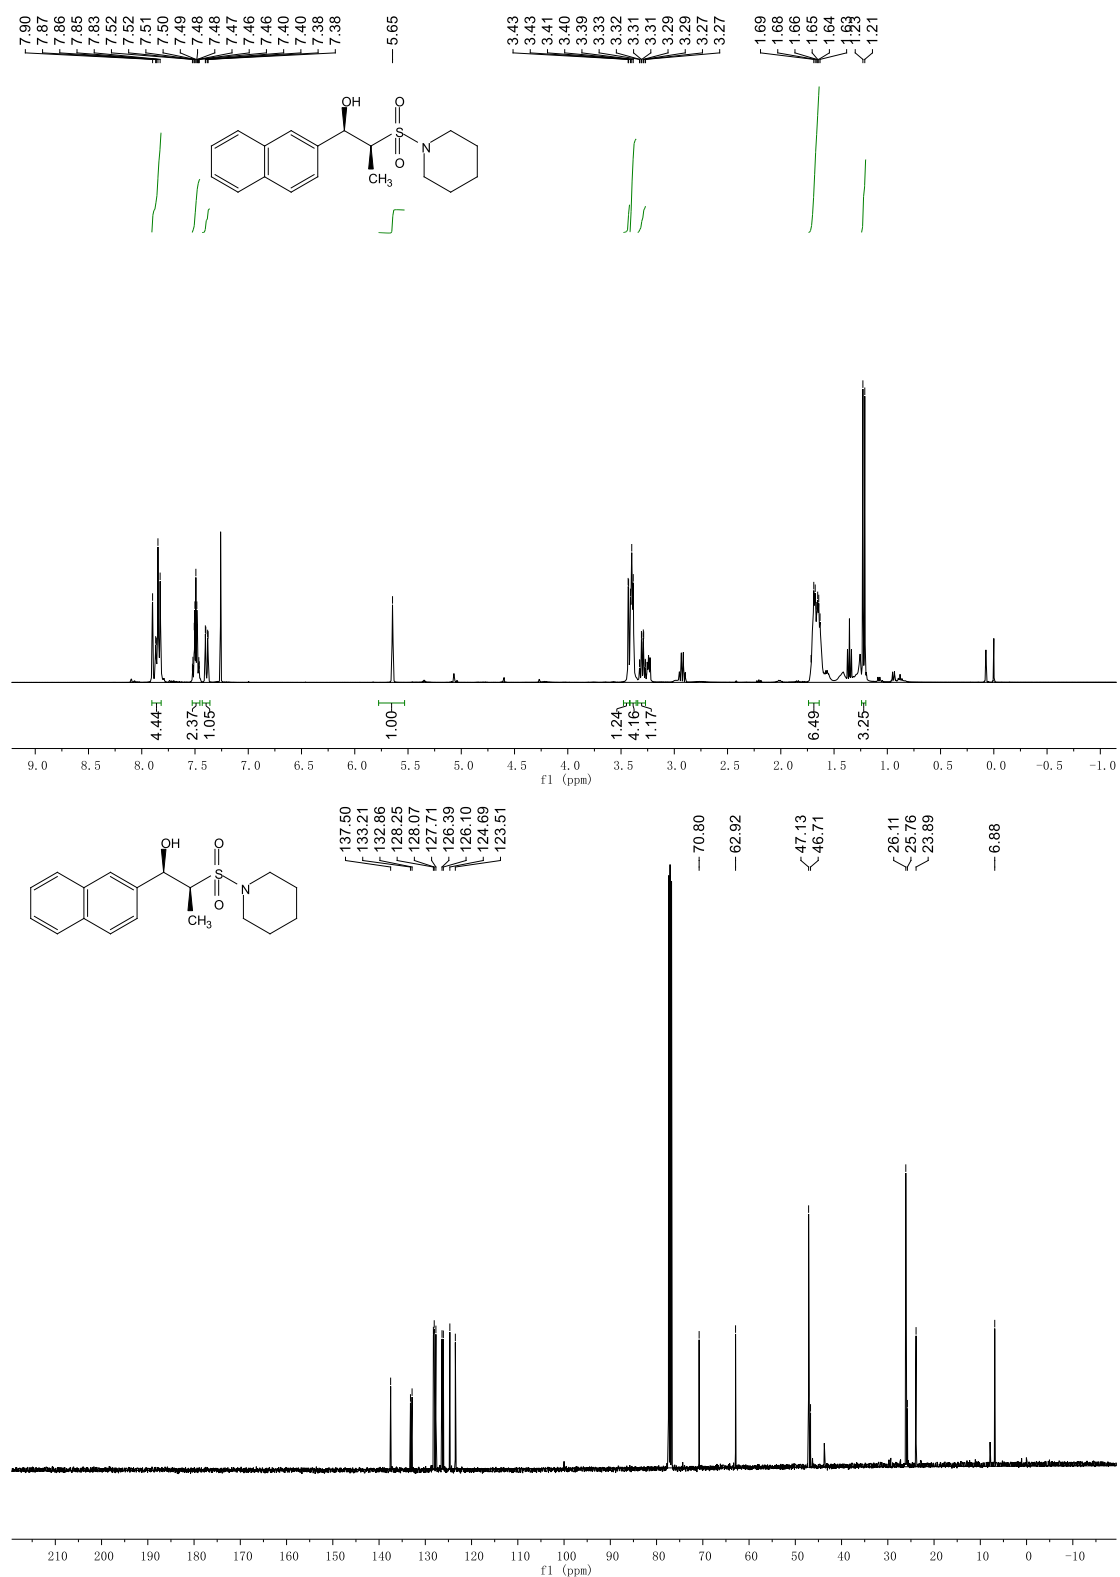 7.90 7.87 7.86 7.85 7.83 7.52 7.52 7.51 7.50 7.49 7.48 7.48 7.47 7.46 7.46 7.40 7.40 7.38 7.38 5.65 3.43 3.43 3.41 3.40 3.39 3.33 3.32 3.31 3.31 3.29 3.29 3.27 3.27 1.69 1.68 1.66 1.65 1.64 1.63 1.23 1.21
OH
O
S
N
O
CH3
4.44 2.37 1.05 1.00 1.24 4.16 1.17 6.49 3.25
9.0 8.5 8.0 7.5 7.0 6.5 6.0 5.5 5.0 4.5 4.0 3.5 3.0 2.5 2.0 1.5 1.0 0.5 0.0 -0.5 -1.0
f1 (ppm)
137.50 133.21 132.86 128.25 128.07 127.71 126.39 126.10 124.69 123.51 70.80 62.92 47.13 46.71 26.11 25.76 23.89 6.88
OH
O
S
N
O
CH3
210 200 190 180 170 160 150 140 130 120 110 100 90 80 70 60 50 40 30 20 10 0 -10
f1 (ppm)